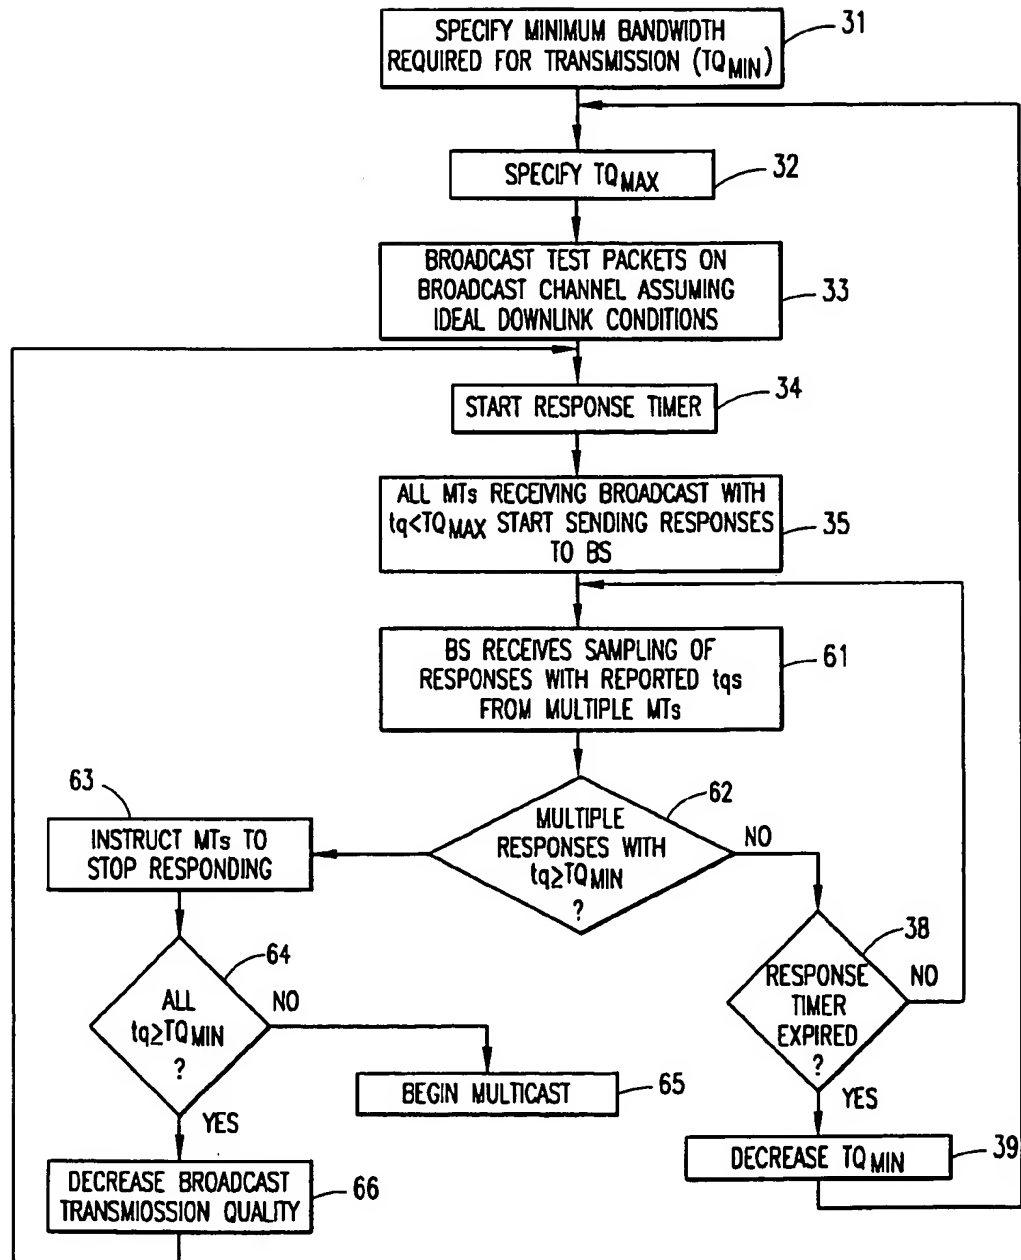 SPECIFY MINIMUM BANDWIDTH
REQUIRED FOR TRANSMISSION (TQMIN)
31
SPECIFY TQMAX
32
BROADCAST TEST PACKETS ON
BROADCAST CHANNEL ASSUMING
IDEAL DOWNLINK CONDITIONS
33
START RESPONSE TIMER
34
ALL MTs RECEIVING BROADCAST WITH
tq<TQMAX START SENDING RESPONSES
TO BS
35
BS RECEIVES SAMPLING OF
RESPONSES WITH REPORTED tqs
FROM MULTIPLE MTs
61
MULTIPLE
RESPONSES WITH
tq≥TQMIN
?
62
NO
63
INSTRUCT MTs TO
STOP RESPONDING
64
ALL
tq≥TQMIN
?
NO
YES
BEGIN MULTICAST
65
38
RESPONSE
TIMER
EXPIRED
?
NO
YES
DECREASE TQMIN
39
DECREASE BROADCAST
TRANSMIOSSION QUALITY
66